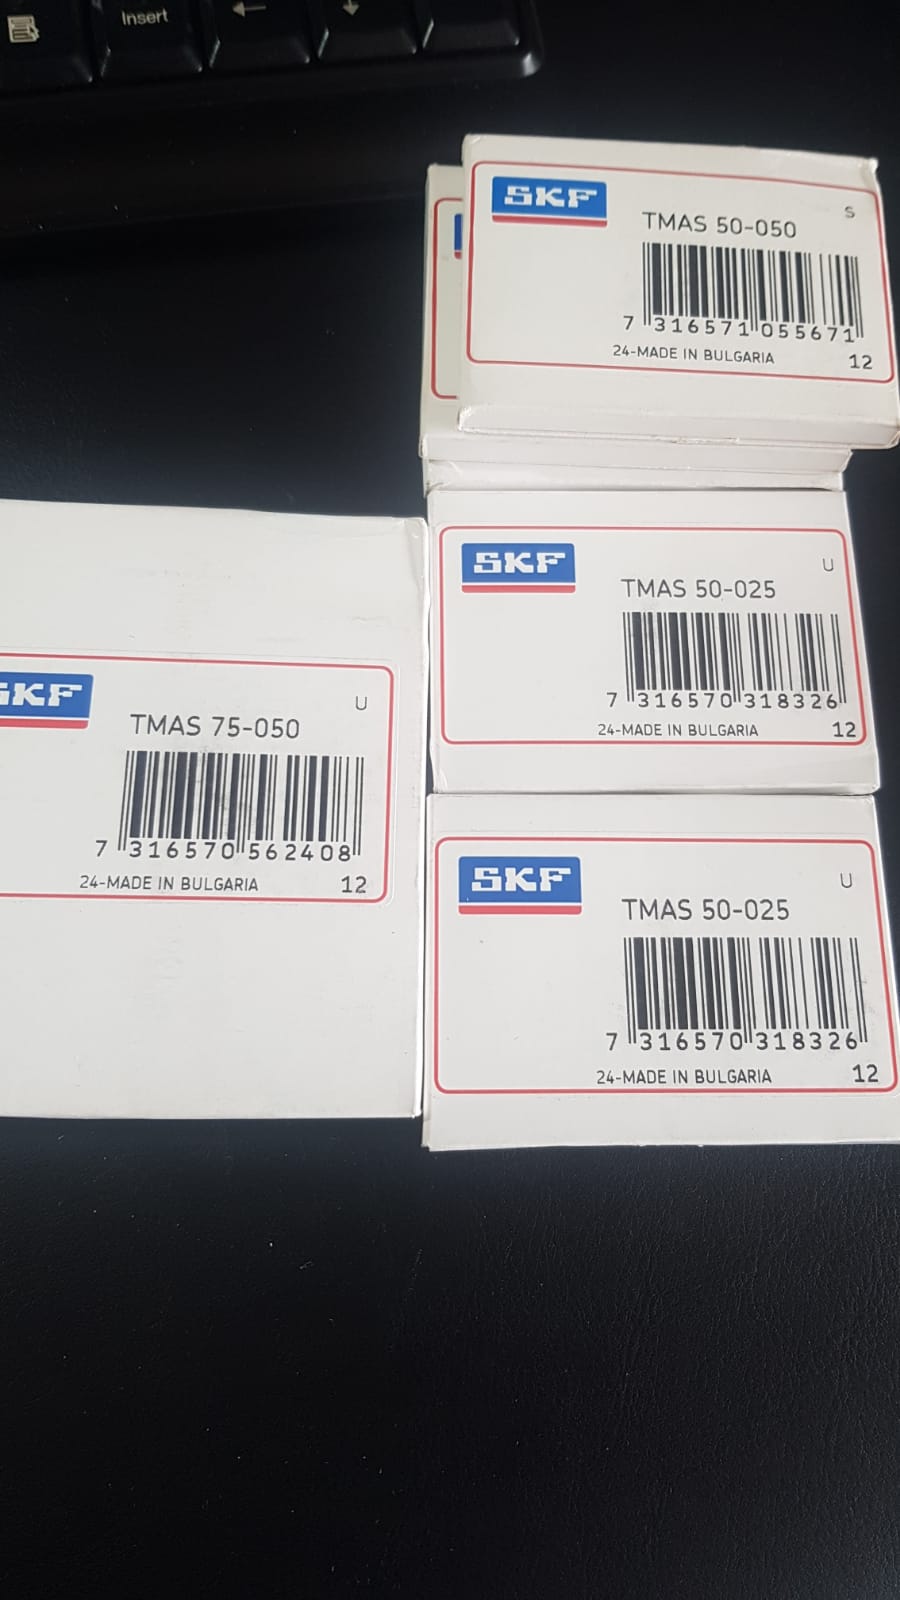 Insert
SKF
S
TMAS 50-050
7 316571 055671
24-MADE IN BULGARIA 12
SKF
U
TMAS 50-025
7 316570 318326
24-MADE IN BULGARIA 12
SKF
U
TMAS 75-050
7 316570 562408
24-MADE IN BULGARIA 12
SKF
U
TMAS 50-025
7 316570 318326
24-MADE IN BULGARIA 12